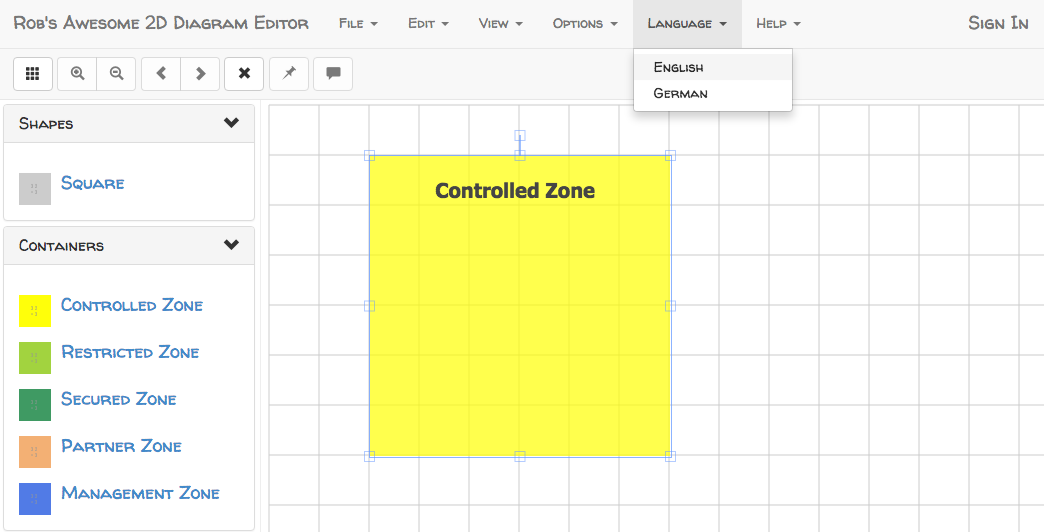 Rob's Awesome 2D Diagram Editor File Edit View Options Language Help Sign In
English
German
Shapes
Square
Containers
Controlled Zone
Restricted Zone
Secured Zone
Partner Zone
Management Zone
Controlled Zone